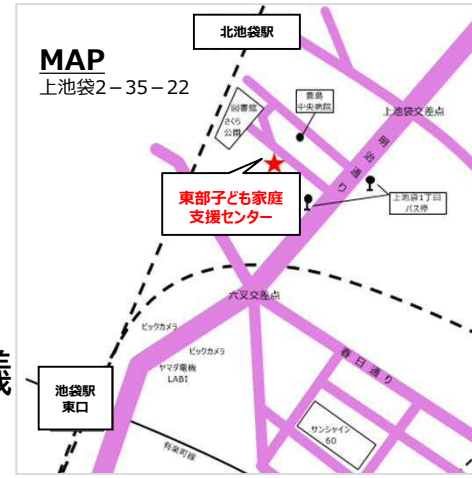 北池袋駅
MAP
上池袋2－35－22
図書館
さくら
公園
豊島
中央病院
上池袋交差点
明治通り
東部子ども家庭
支援センター
上池袋1丁目
バス停
六叉交差点
ビックカメラ
ビックカメラ
ヤマダ電機
LABI
春日通り
池袋駅
東口
サンシャイン
60
有楽町線